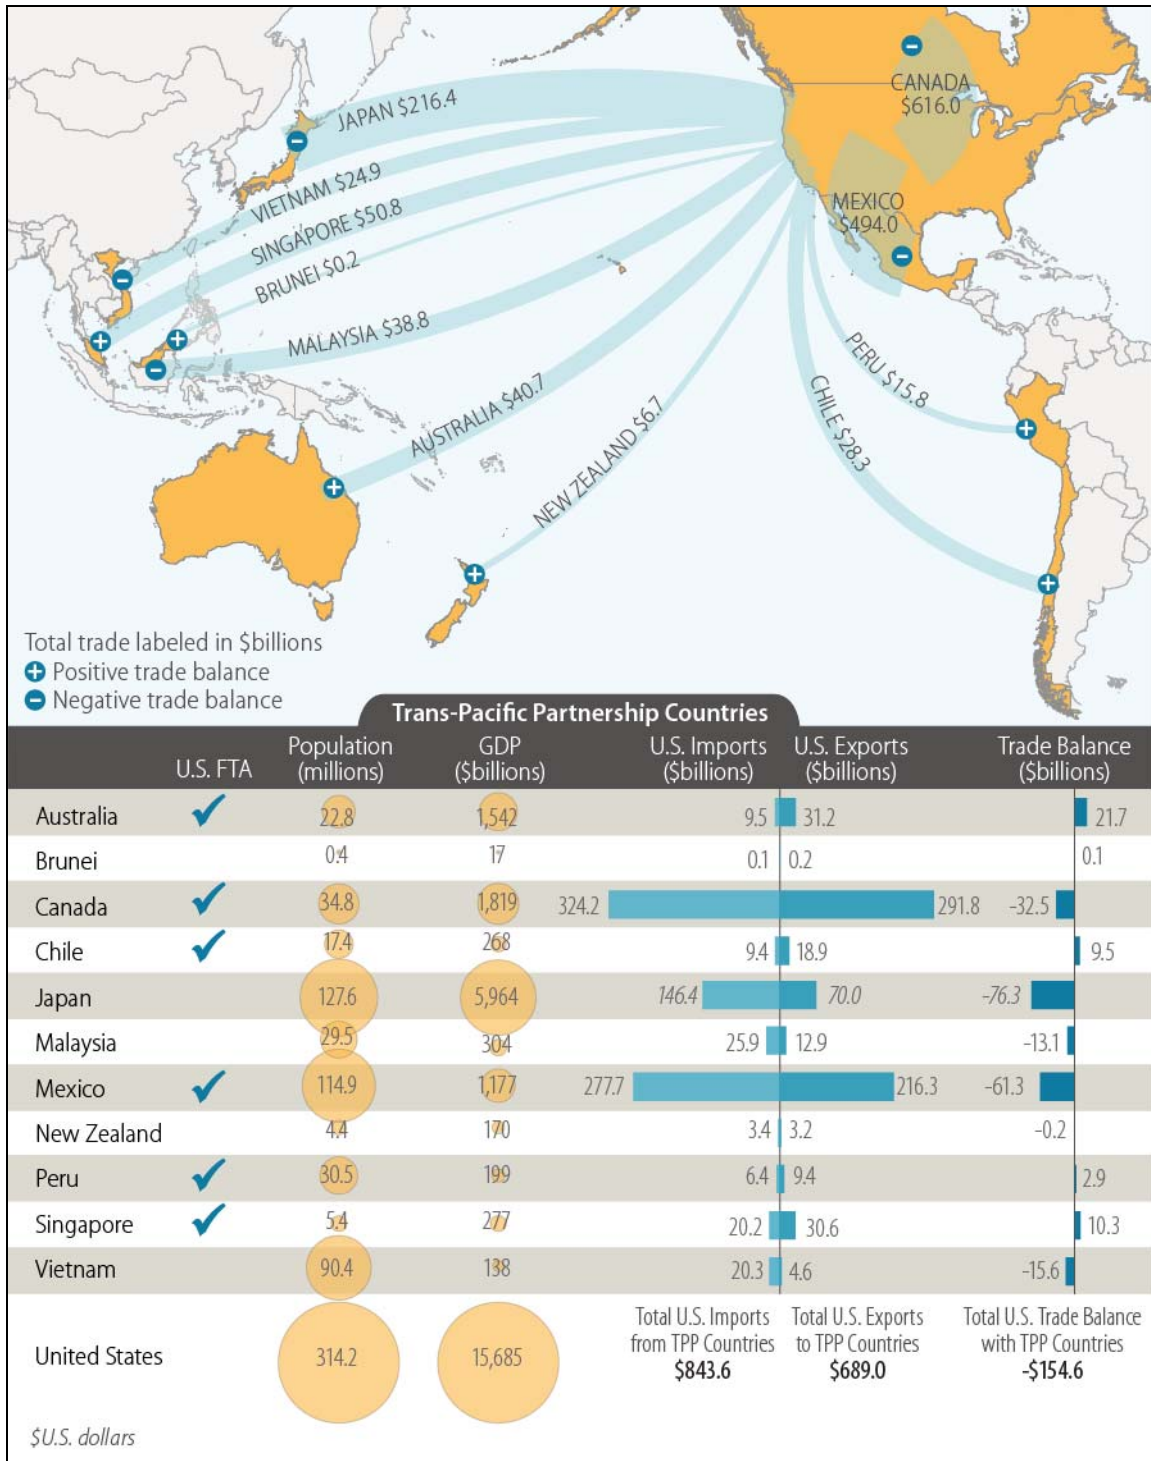 CANADA
$616.0
JAPAN $216.4
VIETNAM $24.9
MEXICO
$494.0
SINGAPORE $50.8
BRUNEI $0.2
MALAYSIA $38.8
PERU $15.8
AUSTRALIA $40.7
CHILE $28.3
NEW ZEALAND $6.7
Total trade labeled in $billions
+ Positive trade balance
− Negative trade balance
Trans-Pacific Partnership Countries
U.S. FTA Population (millions) GDP ($billions) U.S. Imports ($billions) U.S. Exports ($billions) Trade Balance ($billions)
Australia ✓ 22.8 1,542 9.5 31.2 21.7
Brunei 0.4 17 0.1 0.2 0.1
Canada ✓ 34.8 1,819 324.2 291.8 -32.5
Chile ✓ 17.4 268 9.4 18.9 9.5
Japan 127.6 5,964 146.4 70.0 -76.3
Malaysia 29.5 304 25.9 12.9 -13.1
Mexico ✓ 114.9 1,177 277.7 216.3 -61.3
New Zealand 4.4 170 3.4 3.2 -0.2
Peru ✓ 30.5 199 6.4 9.4 2.9
Singapore ✓ 5.4 277 20.2 30.6 10.3
Vietnam 90.4 138 20.3 4.6 -15.6
United States 314.2 15,685
Total U.S. Imports
from TPP Countries
$843.6
Total U.S. Exports
to TPP Countries
$689.0
Total U.S. Trade Balance
with TPP Countries
-$154.6
$U.S. dollars